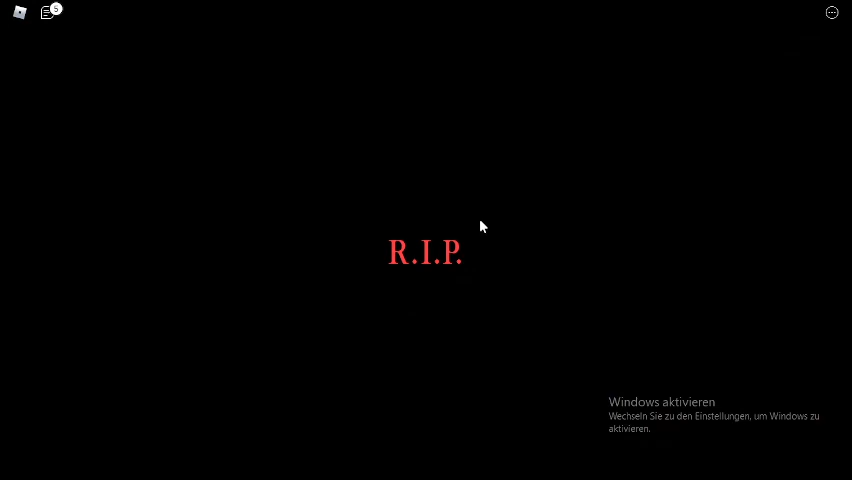 5
R.I.P.
Windows aktivieren
Wechseln Sie zu den Einstellungen, um Windows zu
aktivieren.